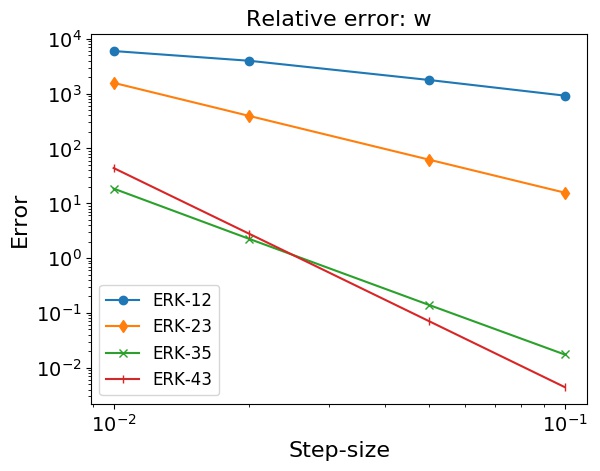 Relative error: w
Error
10^4
10^3
10^2
10^1
10^0
10^-1
10^-2
ERK-12
ERK-23
ERK-35
ERK-43
10^-2
10^-1
Step-size